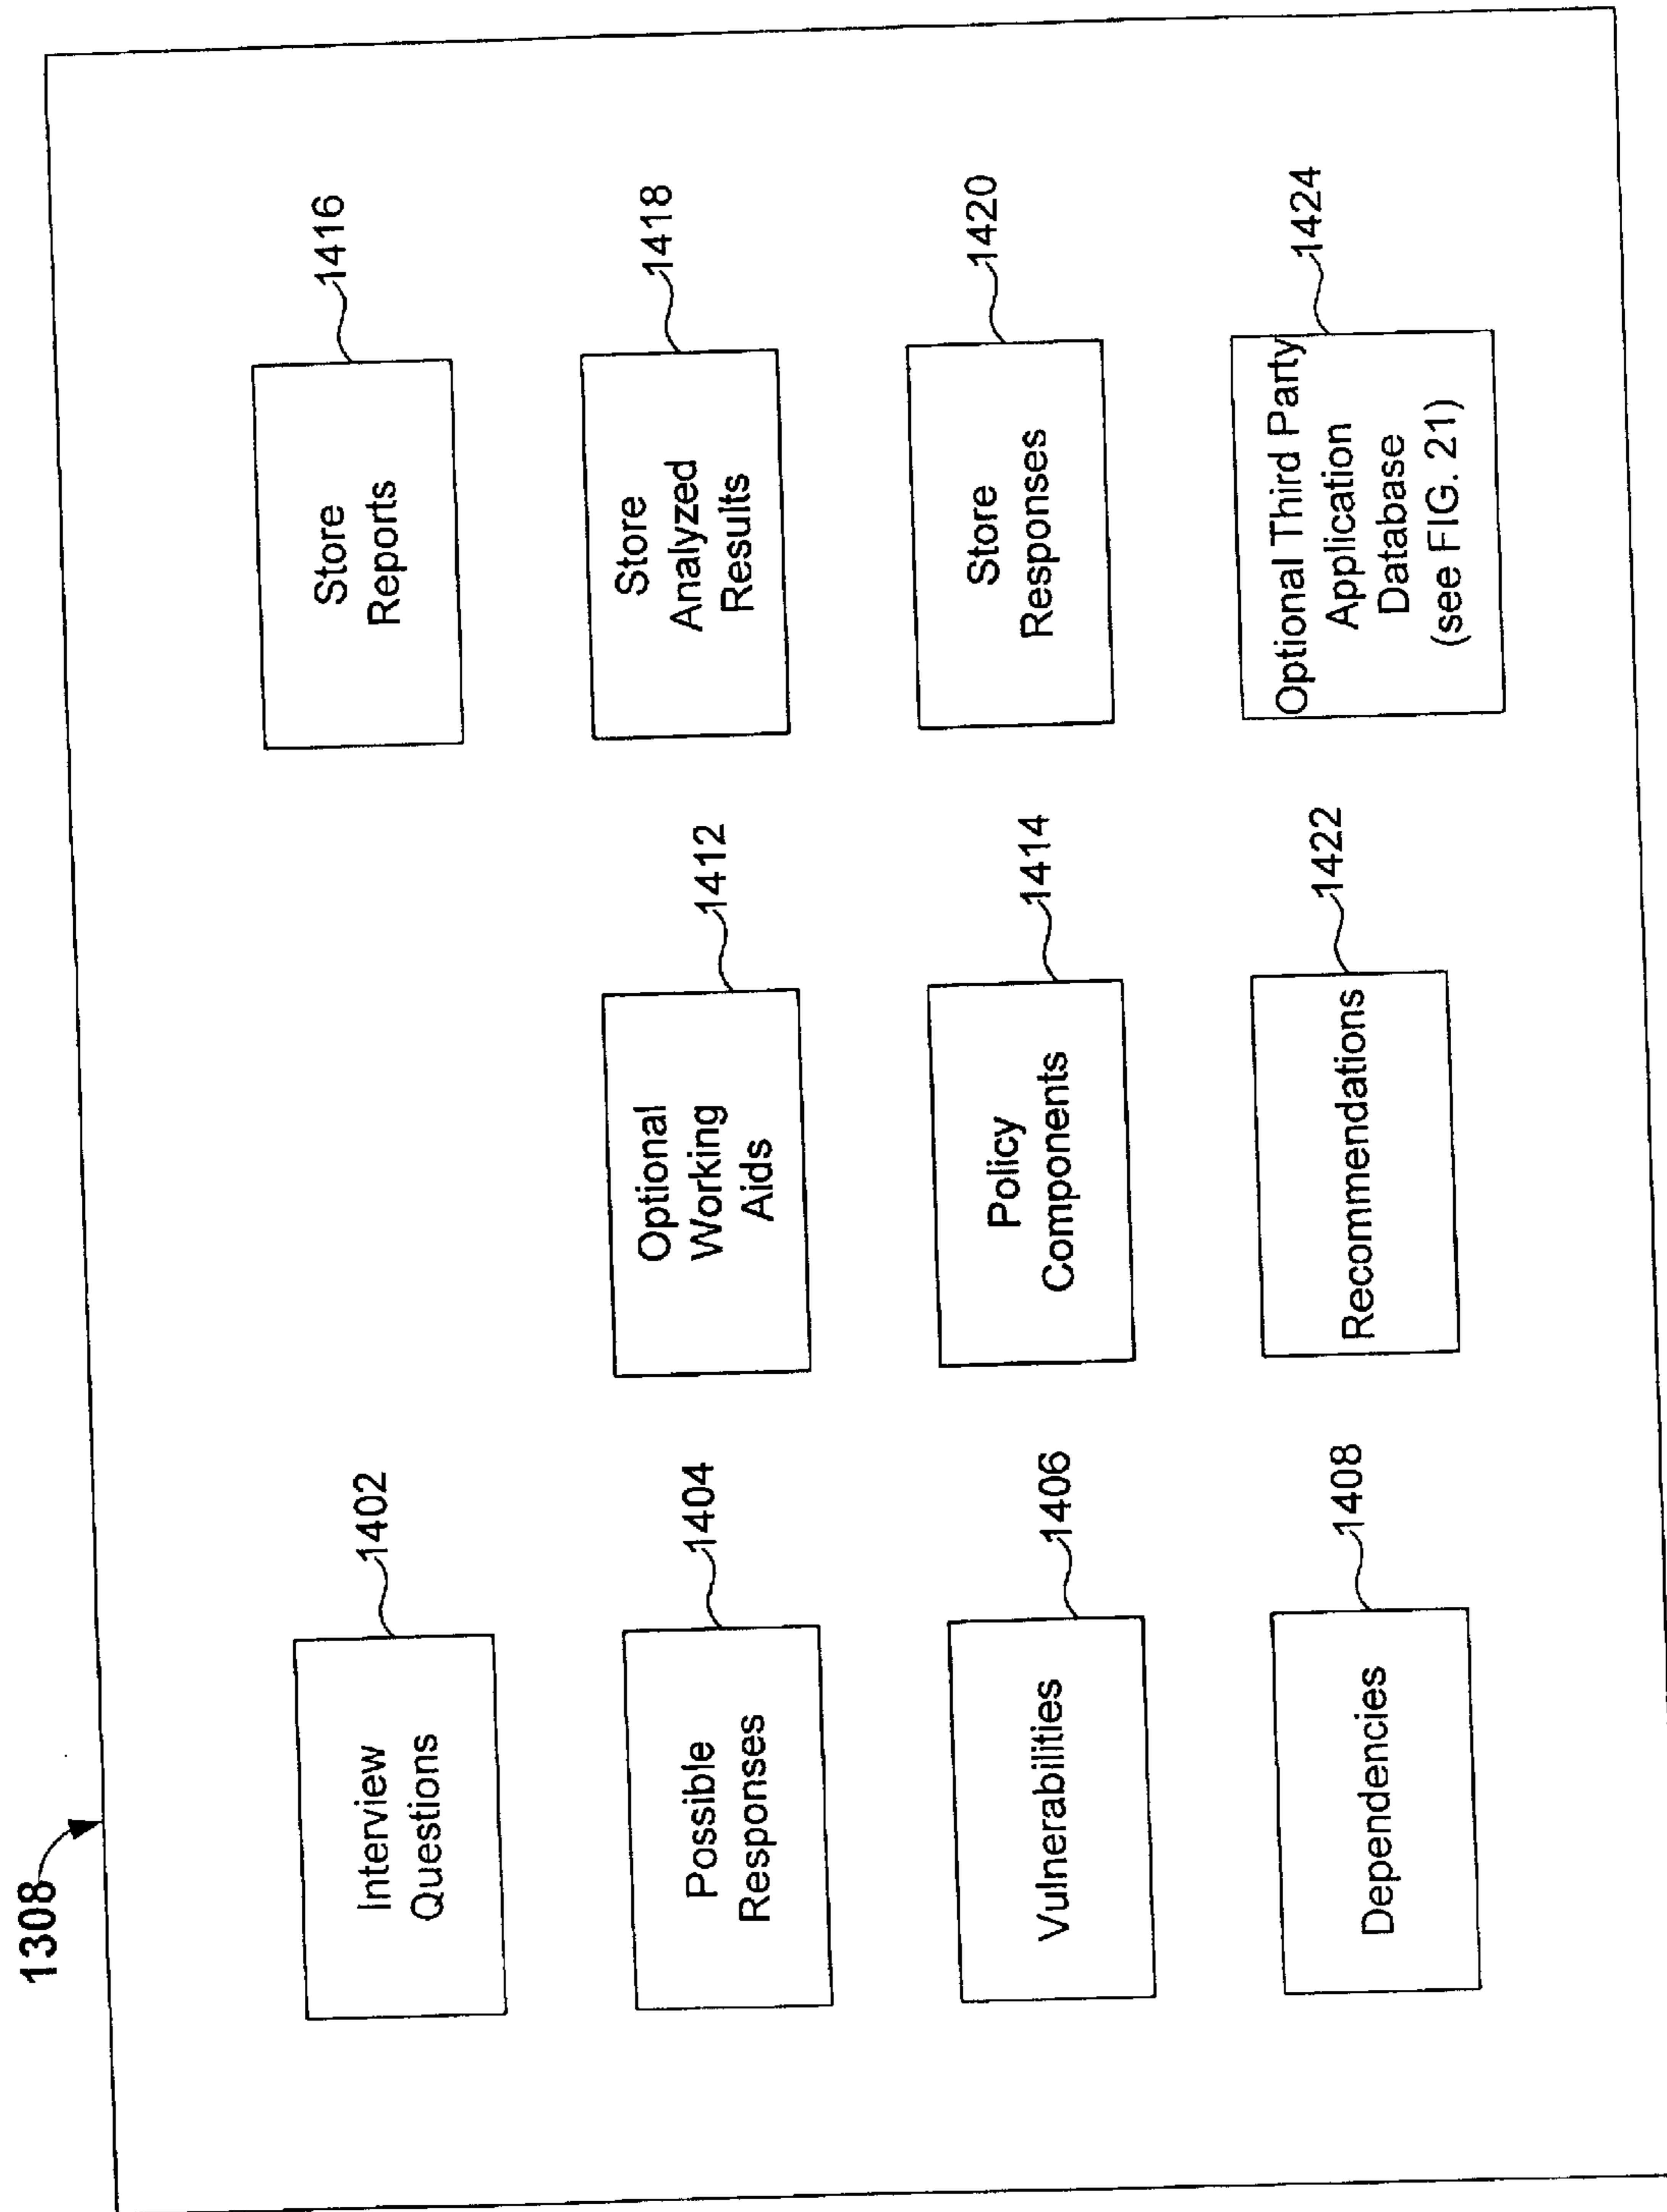 1308
Interview
Questions
1402
Possible
Responses
1404
Vulnerabilities
1406
Dependencies
1408
Optional
Working
Aids
1412
Policy
Components
1414
Recommendations
1422
Store
Reports
1416
Store
Analyzed
Results
1418
Store
Responses
1420
Optional Third Party
Application
Database
(see FIG. 21)
1424